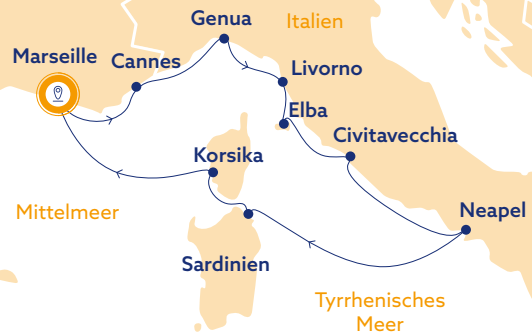 Genua
Italien
Marseille
Cannes
Livorno
Elba
Civitavecchia
Korsika
Mittelmeer
Neapel
Sardinien
Tyrrhenisches
Meer